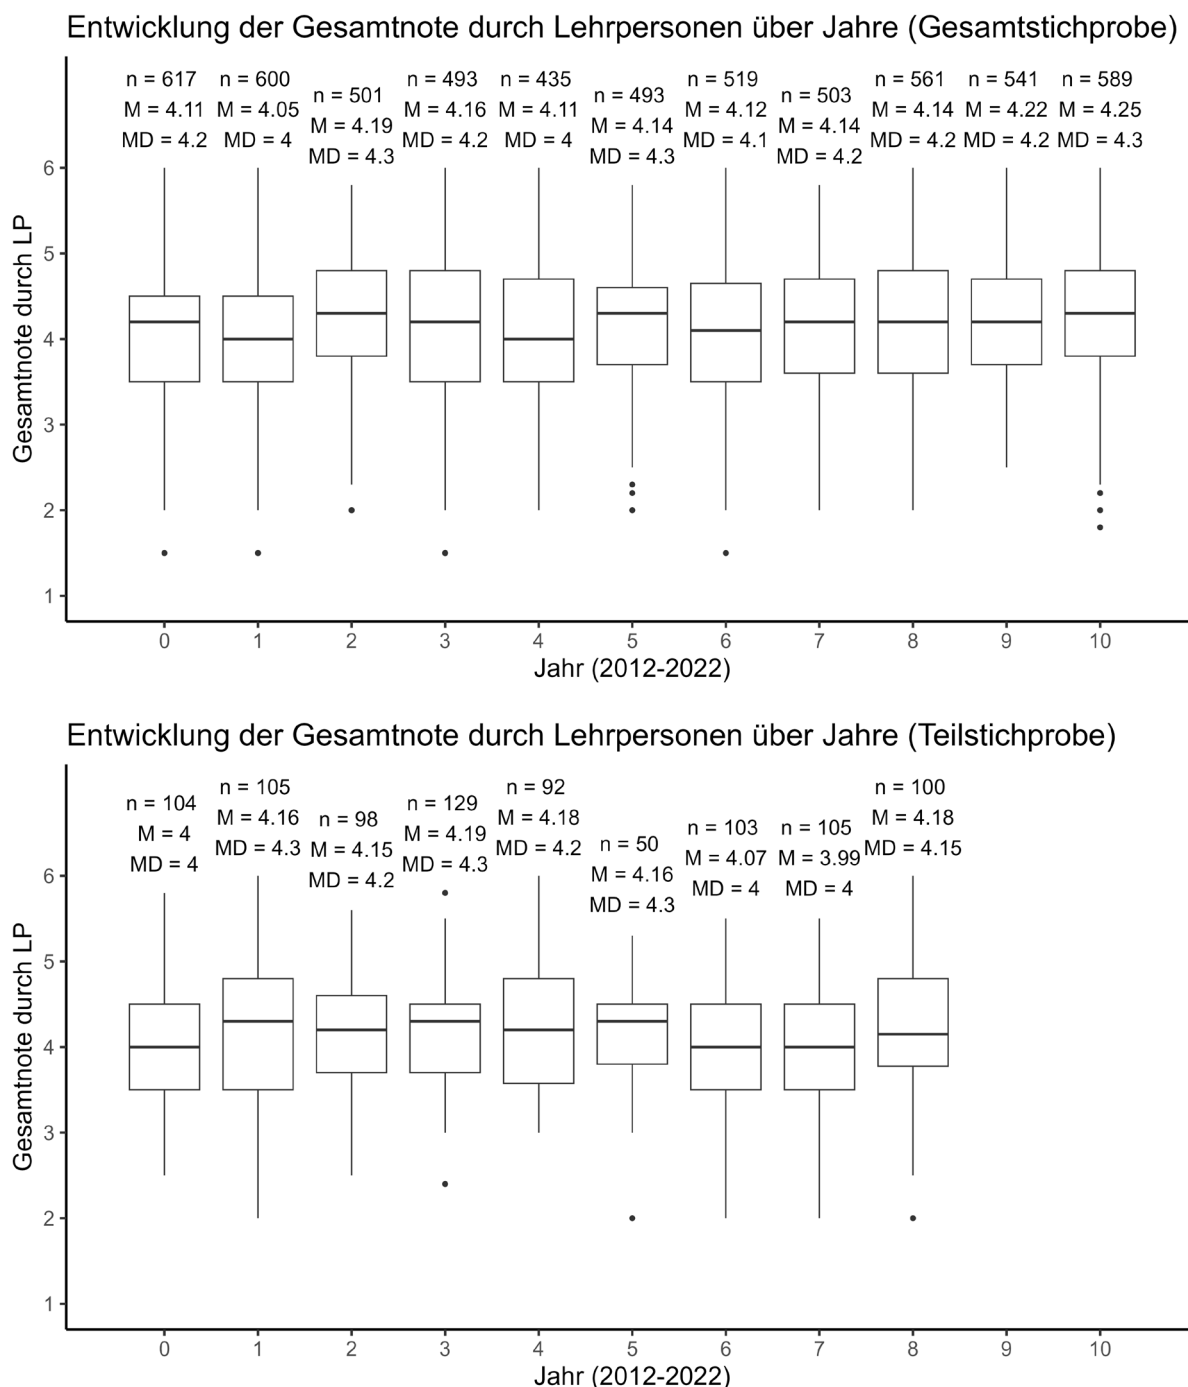 Entwicklung der Gesamtnote durch Lehrpersonen über Jahre (Gesamtstichprobe)
n = 617
M = 4.11
MD = 4.2
n = 600
M = 4.05
MD = 4
n = 501
M = 4.19
MD = 4.3
n = 493
M = 4.16
MD = 4.2
n = 435
M = 4.11
MD = 4
n = 493
M = 4.14
MD = 4.3
n = 519
M = 4.12
MD = 4.1
n = 503
M = 4.14
MD = 4.2
n = 561
M = 4.14
MD = 4.2
n = 541
M = 4.22
MD = 4.2
n = 589
M = 4.25
MD = 4.3
Gesamtnote durch LP
6
5
4
3
2
1
0 1 2 3 4 5 6 7 8 9 10
Jahr (2012-2022)
Entwicklung der Gesamtnote durch Lehrpersonen über Jahre (Teilstichprobe)
n = 104
M = 4
MD = 4
n = 105
M = 4.16
MD = 4.3
n = 98
M = 4.15
MD = 4.2
n = 129
M = 4.19
MD = 4.3
n = 92
M = 4.18
MD = 4.2
n = 50
M = 4.16
MD = 4.3
n = 103
M = 4.07
MD = 4
n = 105
M = 3.99
MD = 4
n = 100
M = 4.18
MD = 4.15
Gesamtnote durch LP
6
5
4
3
2
1
0 1 2 3 4 5 6 7 8 9 10
Jahr (2012-2022)